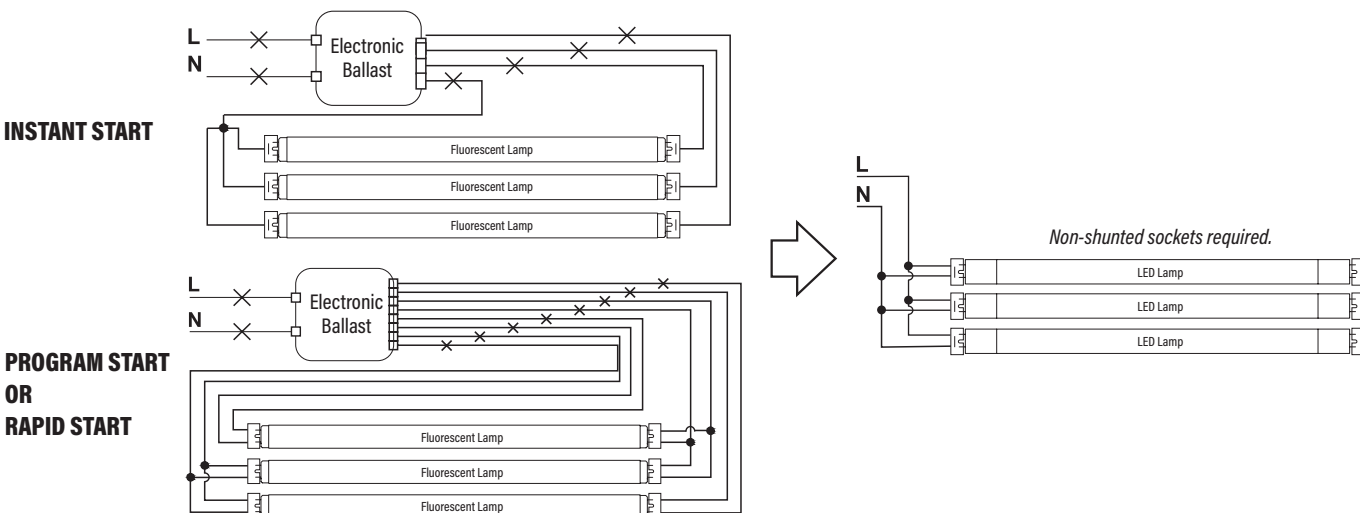 INSTANT START
L
N
Electronic
Ballast
Fluorescent Lamp
Fluorescent Lamp
Fluorescent Lamp
PROGRAM START
OR
RAPID START
L
N
Electronic
Ballast
Fluorescent Lamp
Fluorescent Lamp
Fluorescent Lamp
L
N
Non-shunted sockets required.
LED Lamp
LED Lamp
LED Lamp